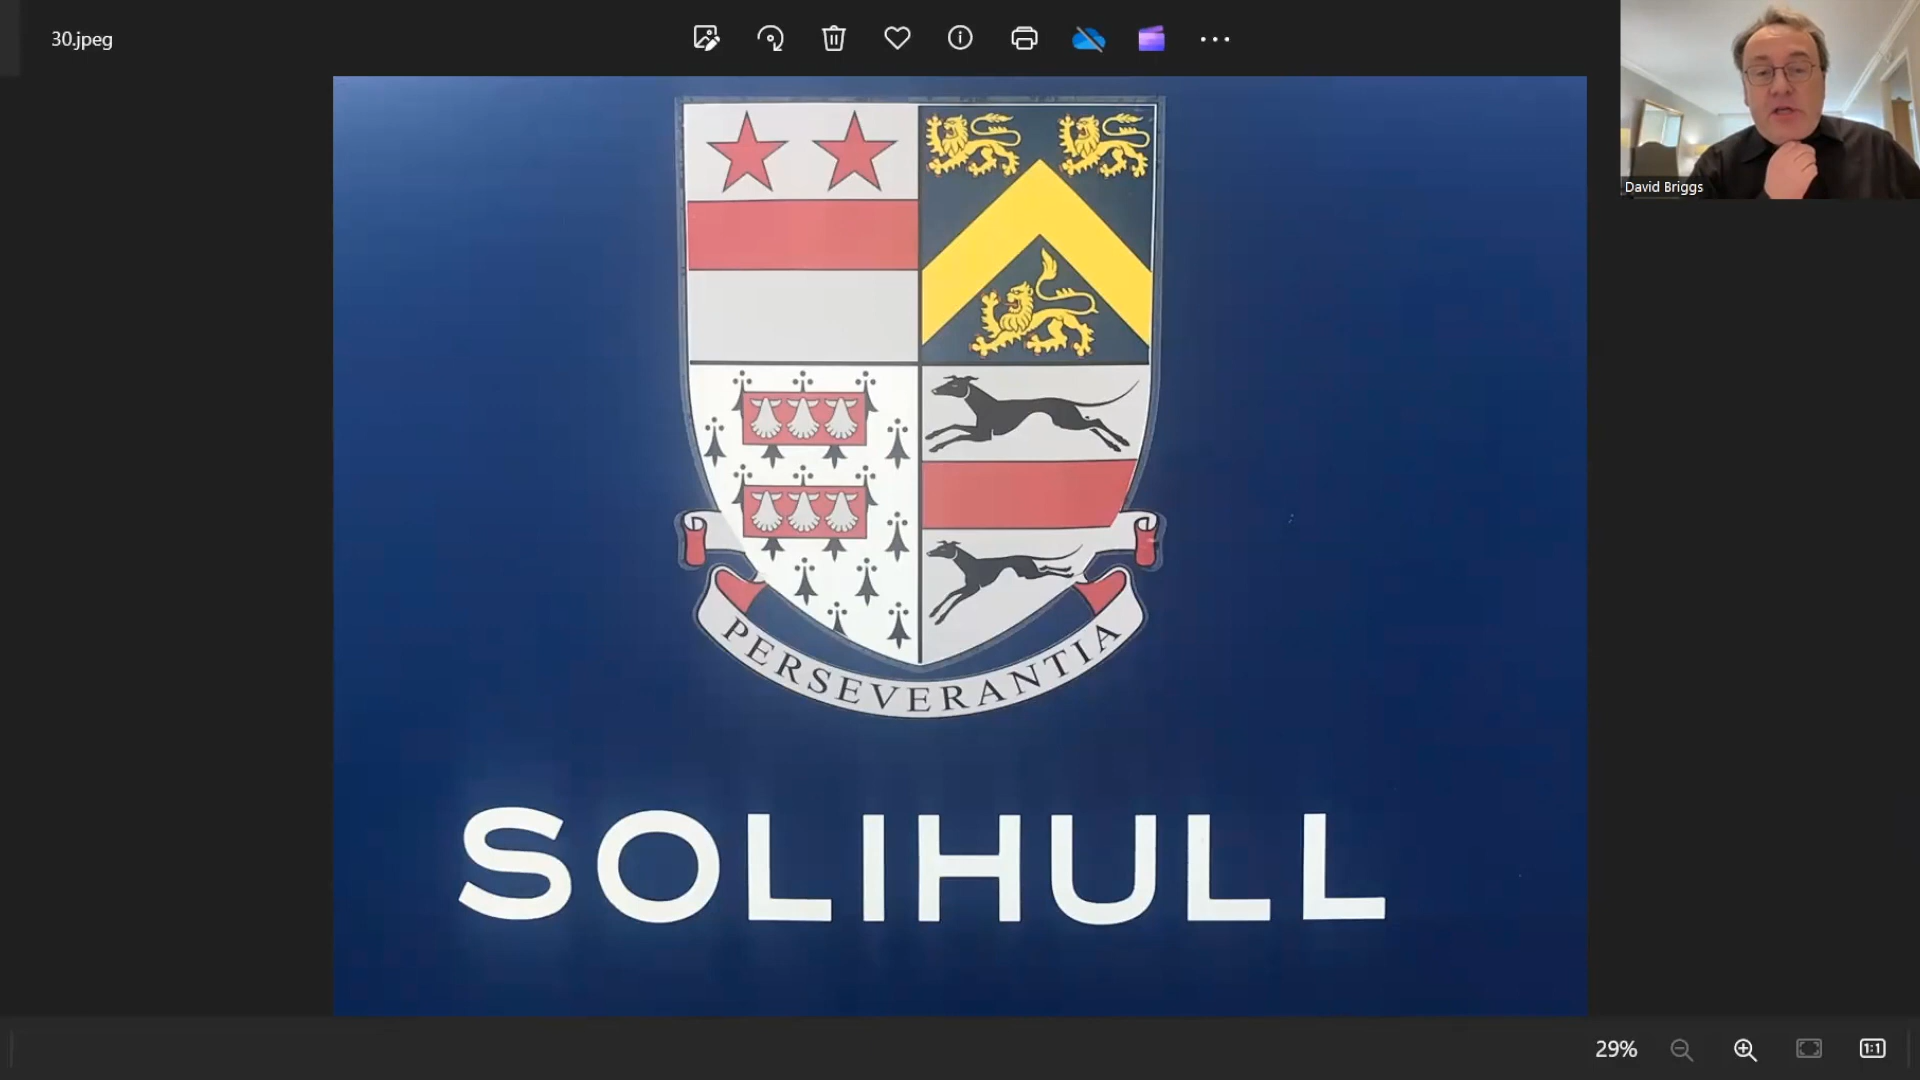 30.jpeg
David Briggs
PERSEVERANTIA
SOLIHULL
29%
1:1